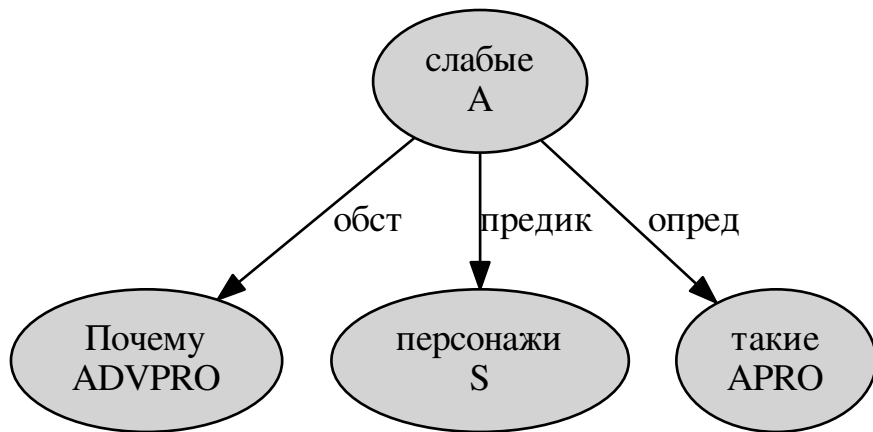 слабые
A
обст
предик
опред
Почему
ADVPRO
персонажи
S
такие
APRO